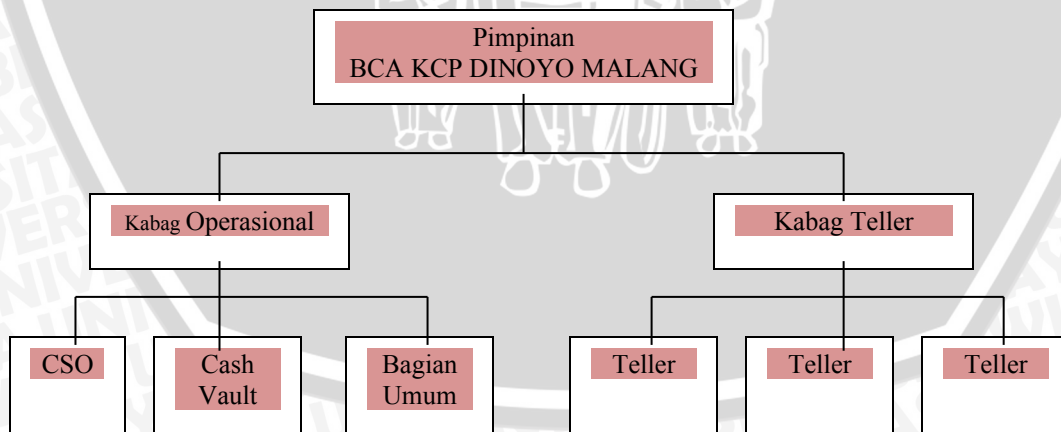 Pimpinan
BCA KCP DINOYO MALANG
Kabag Operasional
Kabag Teller
CSO
Cash
Vault
Bagian
Umum
Teller
Teller
Teller